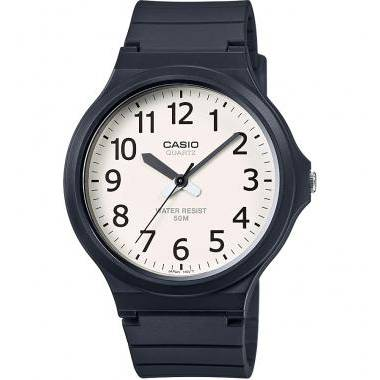 12
11 1
10 2
CASIO
QUARTZ
9 3
WATER RESIST
50M
8 4
7 5
6